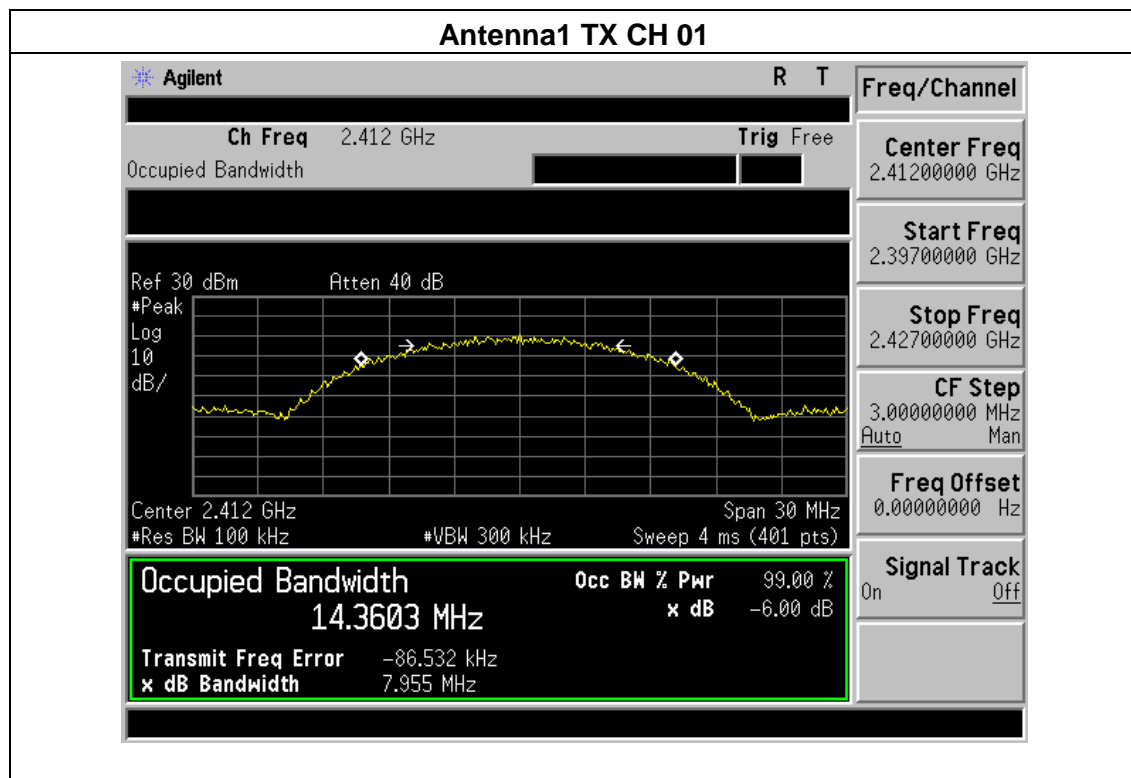 Antenna1 TX CH 01
Agilent R T
Freq/Channel
Ch Freq 2.412 GHz Trig Free
Occupied Bandwidth
Center Freq
2.41200000 GHz
Start Freq
2.39700000 GHz
Stop Freq
2.42700000 GHz
CF Step
3.00000000 MHz
Auto Man
Freq Offset
0.00000000 Hz
Signal Track
On Off
Ref 30 dBm Atten 40 dB
#Peak
Log
10
dB/
Center 2.412 GHz Span 30 MHz
#Res BW 100 kHz #VBW 300 kHz Sweep 4 ms (401 pts)
Occupied Bandwidth Occ BW % Pwr 99.00 %
14.3603 MHz x dB -6.00 dB
Transmit Freq Error -86.532 kHz
x dB Bandwidth 7.955 MHz